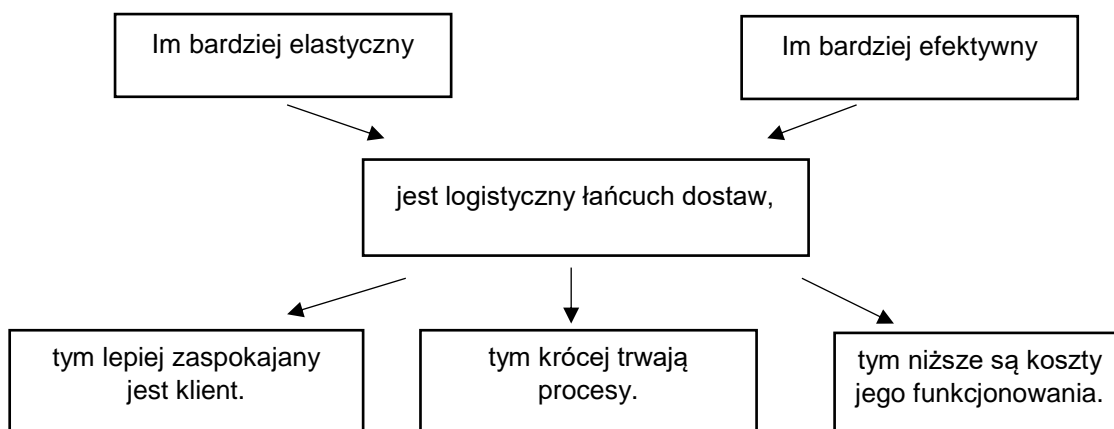 Im bardziej elastyczny
Im bardziej efektywny
jest logistyczny łańcuch dostaw,
tym lepiej zaspokajany
jest klient.
tym krócej trwają
procesy.
tym niższe są koszty
jego funkcjonowania.